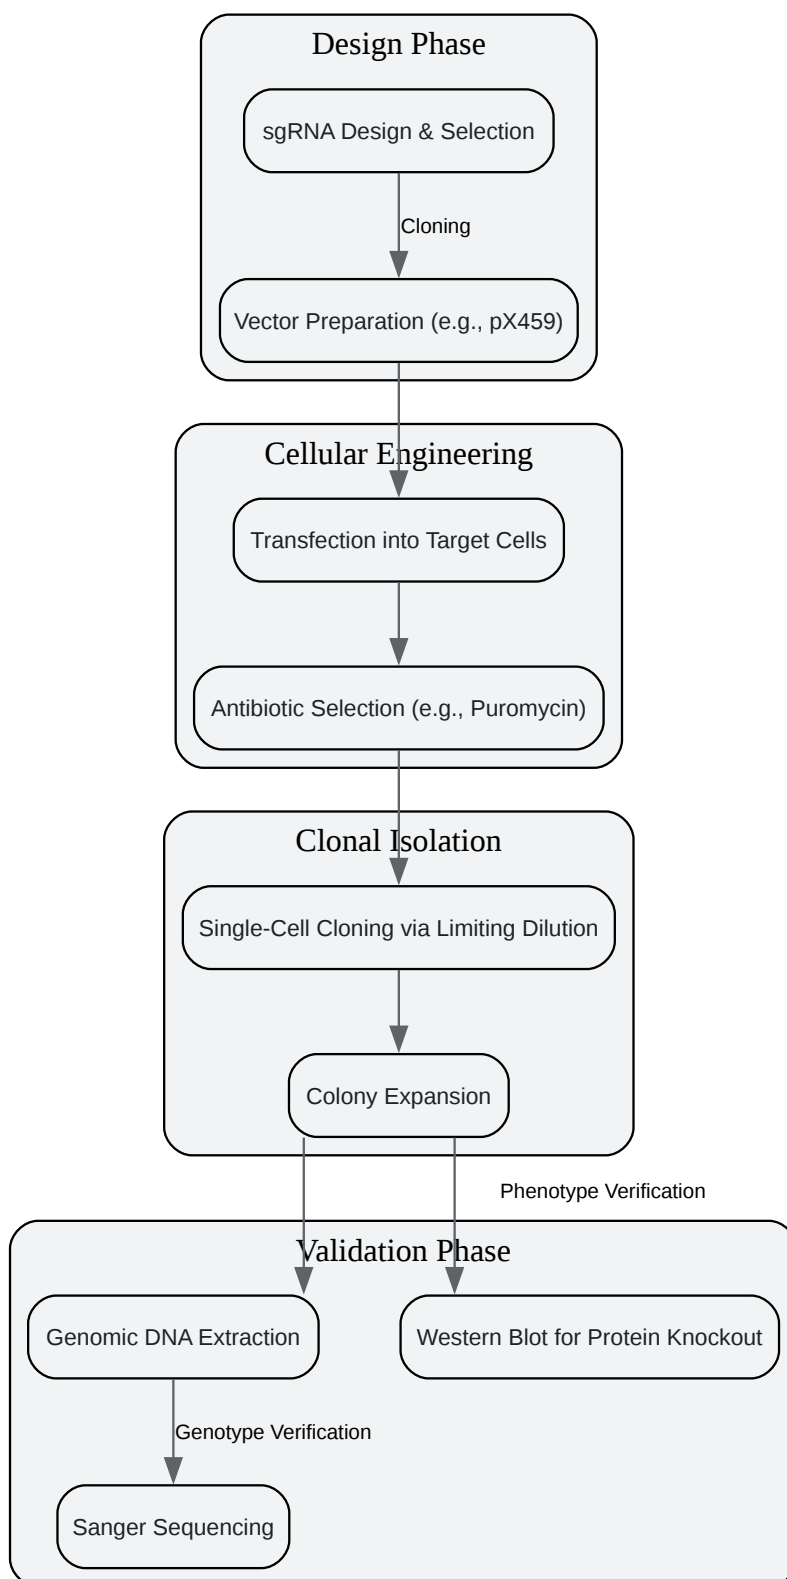 Design Phase
sgRNA Design & Selection
Cloning
Vector Preparation (e.g., pX459)
Cellular Engineering
Transfection into Target Cells
Antibiotic Selection (e.g., Puromycin)
Clonal Isolation
Single-Cell Cloning via Limiting Dilution
Colony Expansion
Phenotype Verification
Validation Phase
Genomic DNA Extraction
Western Blot for Protein Knockout
Genotype Verification
Sanger Sequencing